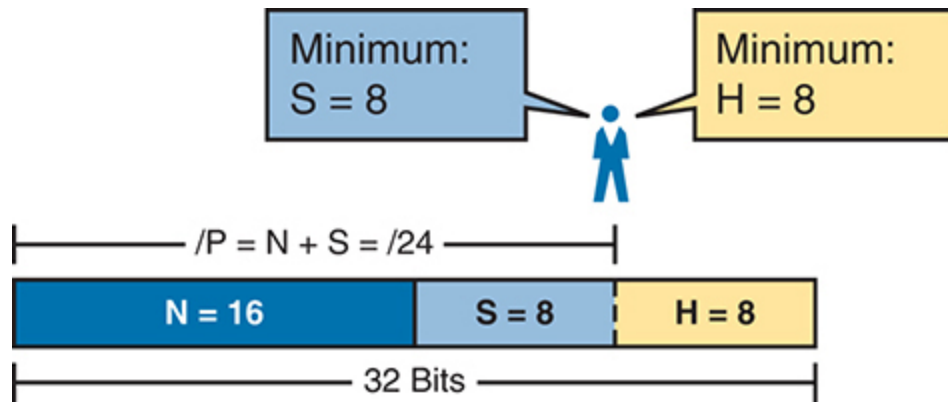 Minimum:
S = 8
Minimum:
H = 8
/P = N + S = /24
N = 16
S = 8
H = 8
32 Bits